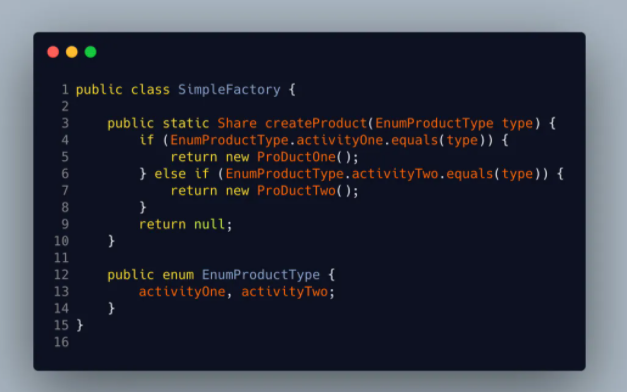 1 public class SimpleFactory {
2
3     public static Share createProduct(EnumProductType type) {
4         if (EnumProductType.activityOne.equals(type)) {
5             return new ProDuctOne();
6         } else if (EnumProductType.activityTwo.equals(type)) {
7             return new ProDuctTwo();
8         }
9         return null;
10     }
11
12     public enum EnumProductType {
13         activityOne, activityTwo;
14     }
15 }
16